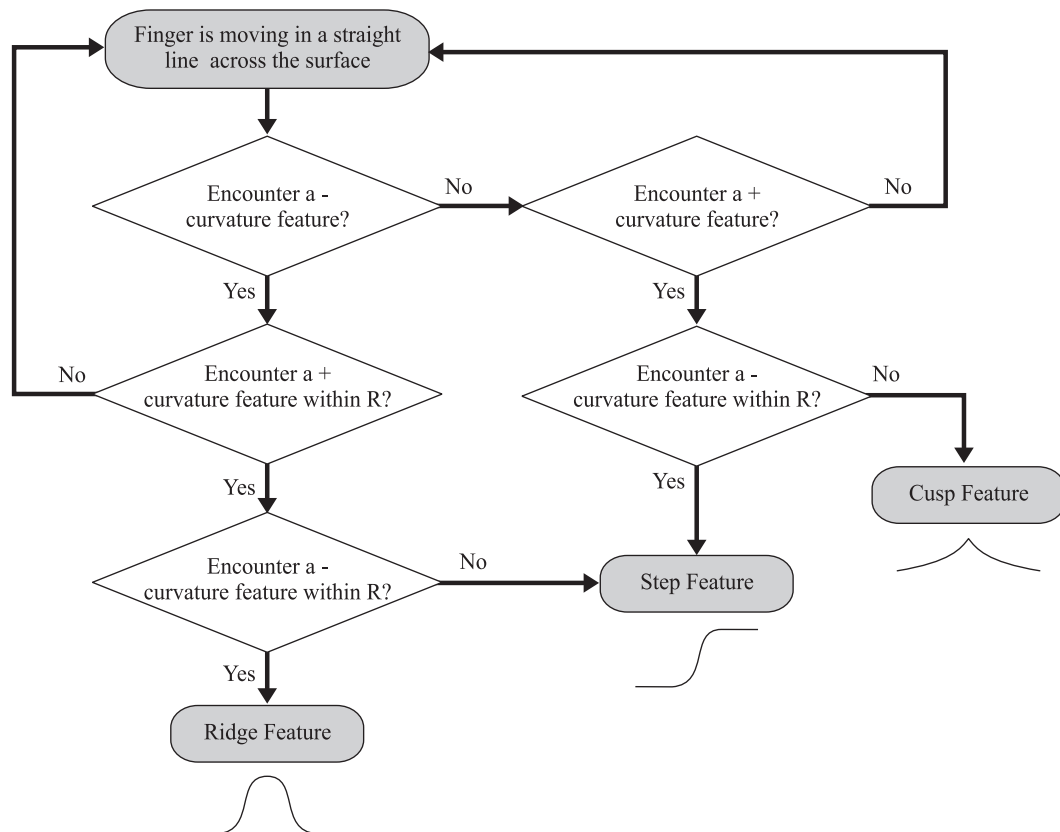 Finger is moving in a straight
line across the surface
Encounter a -
curvature feature?
No
Encounter a +
curvature feature?
No
Yes
Yes
No
Encounter a +
curvature feature within R?
Encounter a -
curvature feature within R?
No
Yes
Yes
Cusp Feature
Encounter a -
curvature feature within R?
No
Step Feature
Yes
Ridge Feature